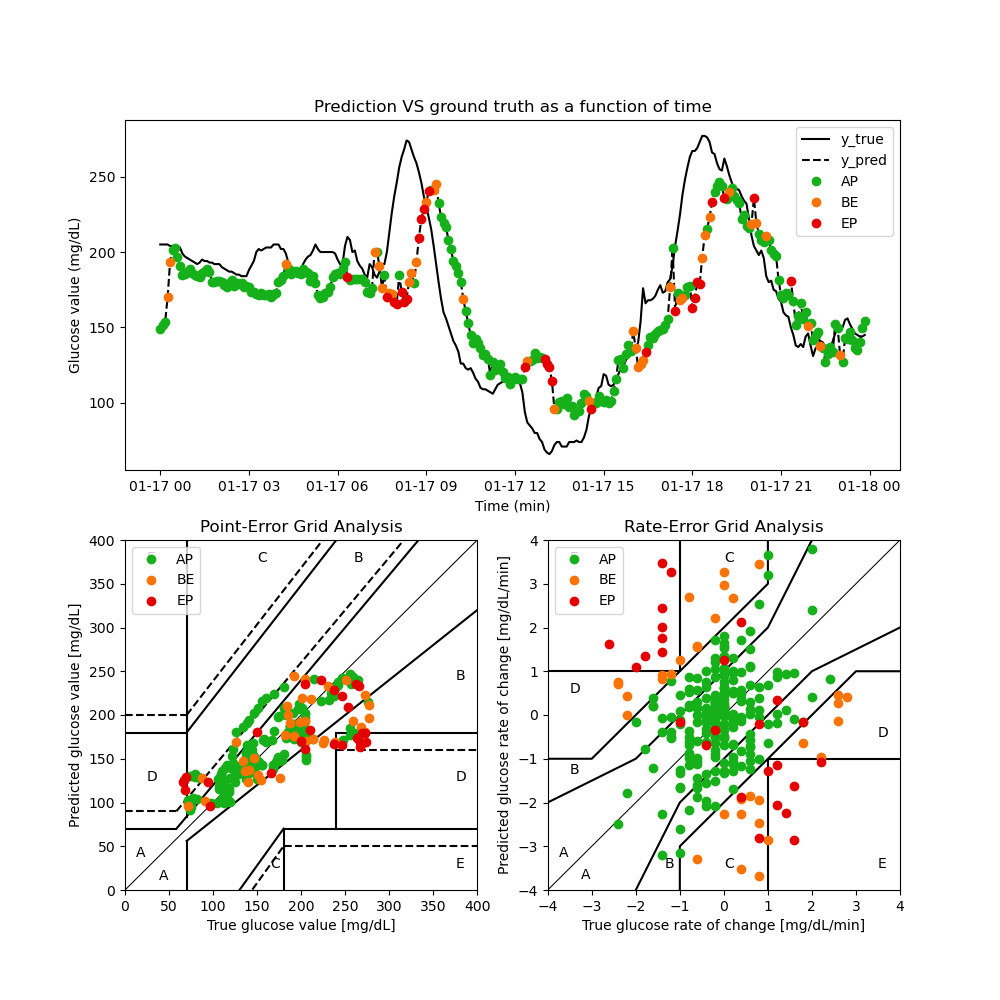 Prediction VS ground truth as a function of time
Glucose value (mg/dL)
250
200
150
100
y_true
y_pred
AP
BE
EP
01-17 00 01-17 03 01-17 06 01-17 09 01-17 12 01-17 15 01-17 18 01-17 21 01-18 00
Time (min)
Point-Error Grid Analysis
Predicted glucose value [mg/dL]
400
350
300
250
200
150
100
50
0
AP
BE
EP
C
B
B
D
D
A
A
C
E
0 50 100 150 200 250 300 350 400
True glucose value [mg/dL]
Rate-Error Grid Analysis
Predicted glucose rate of change [mg/dL/min]
4
3
2
1
0
−1
−2
−3
−4
AP
BE
EP
C
D
D
B
A
A
B
C
E
−4 −3 −2 −1 0 1 2 3 4
True glucose rate of change [mg/dL/min]